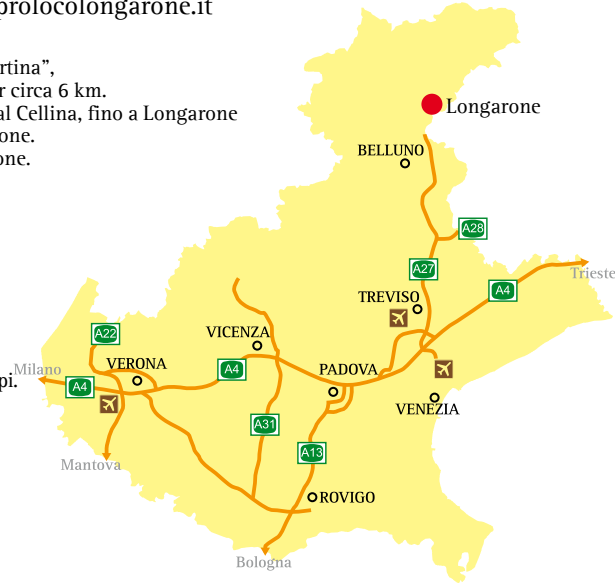 prolocolongarone.it
rtina”,
r circa 6 km.
al Cellina, fino a Longarone
one.
one.
Longarone
BELLUNO
A28
A27
Trieste
A4
TREVISO
A22
VICENZA
VERONA
Milano
A4
pi.
A4
PADOVA
VENEZIA
A31
A13
Mantova
ROVIGO
Bologna